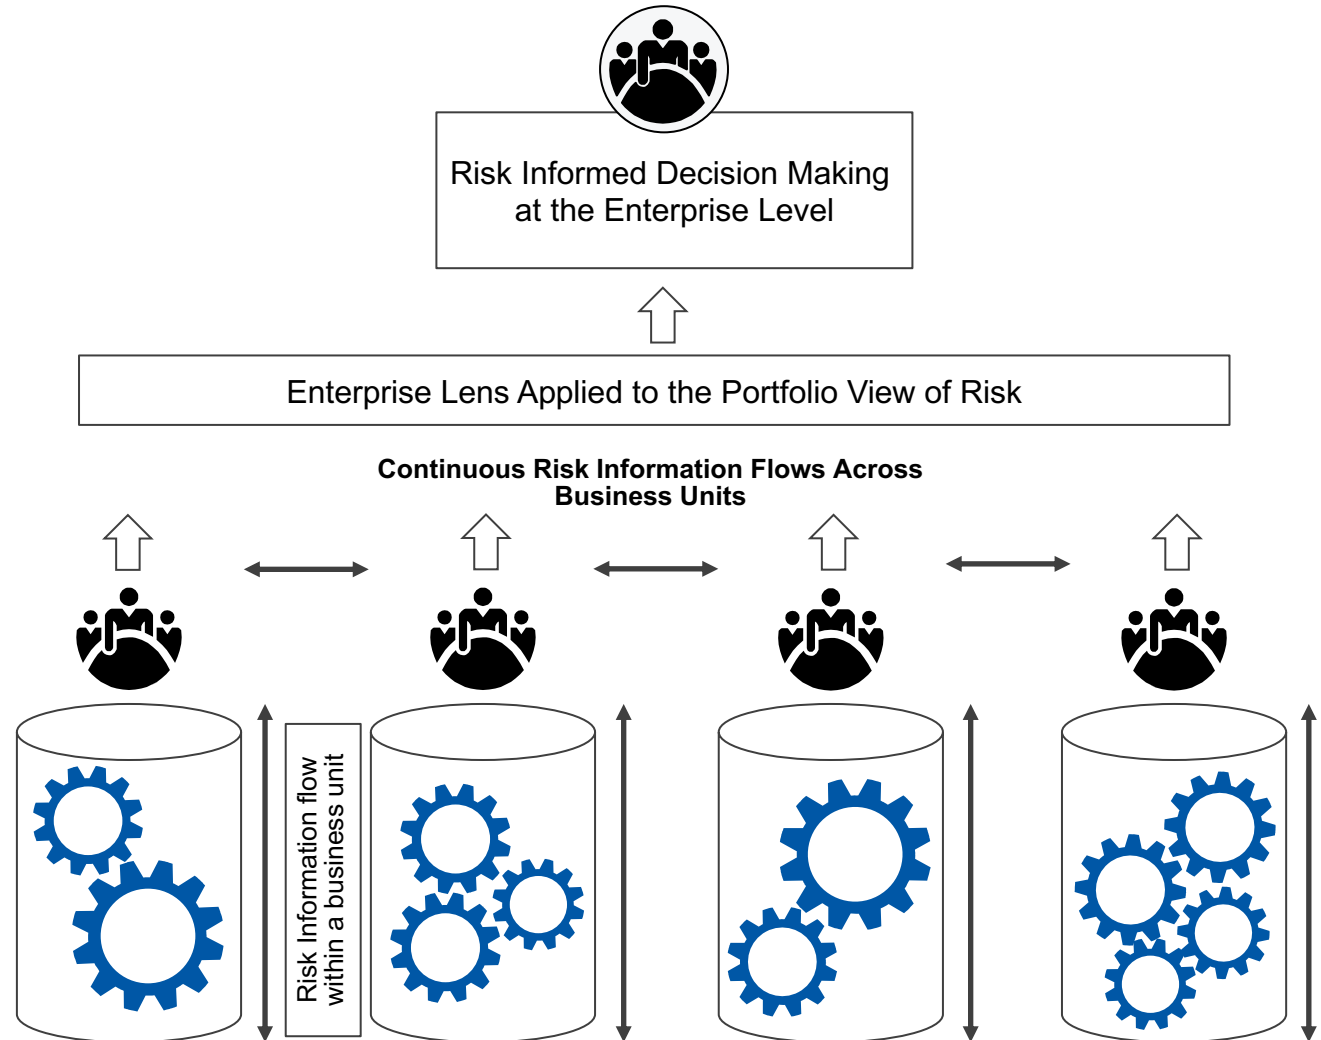 Risk Informed Decision Making
at the Enterprise Level
Enterprise Lens Applied to the Portfolio View of Risk
Continuous Risk Information Flows Across
Business Units
Risk Information flow
within a business unit